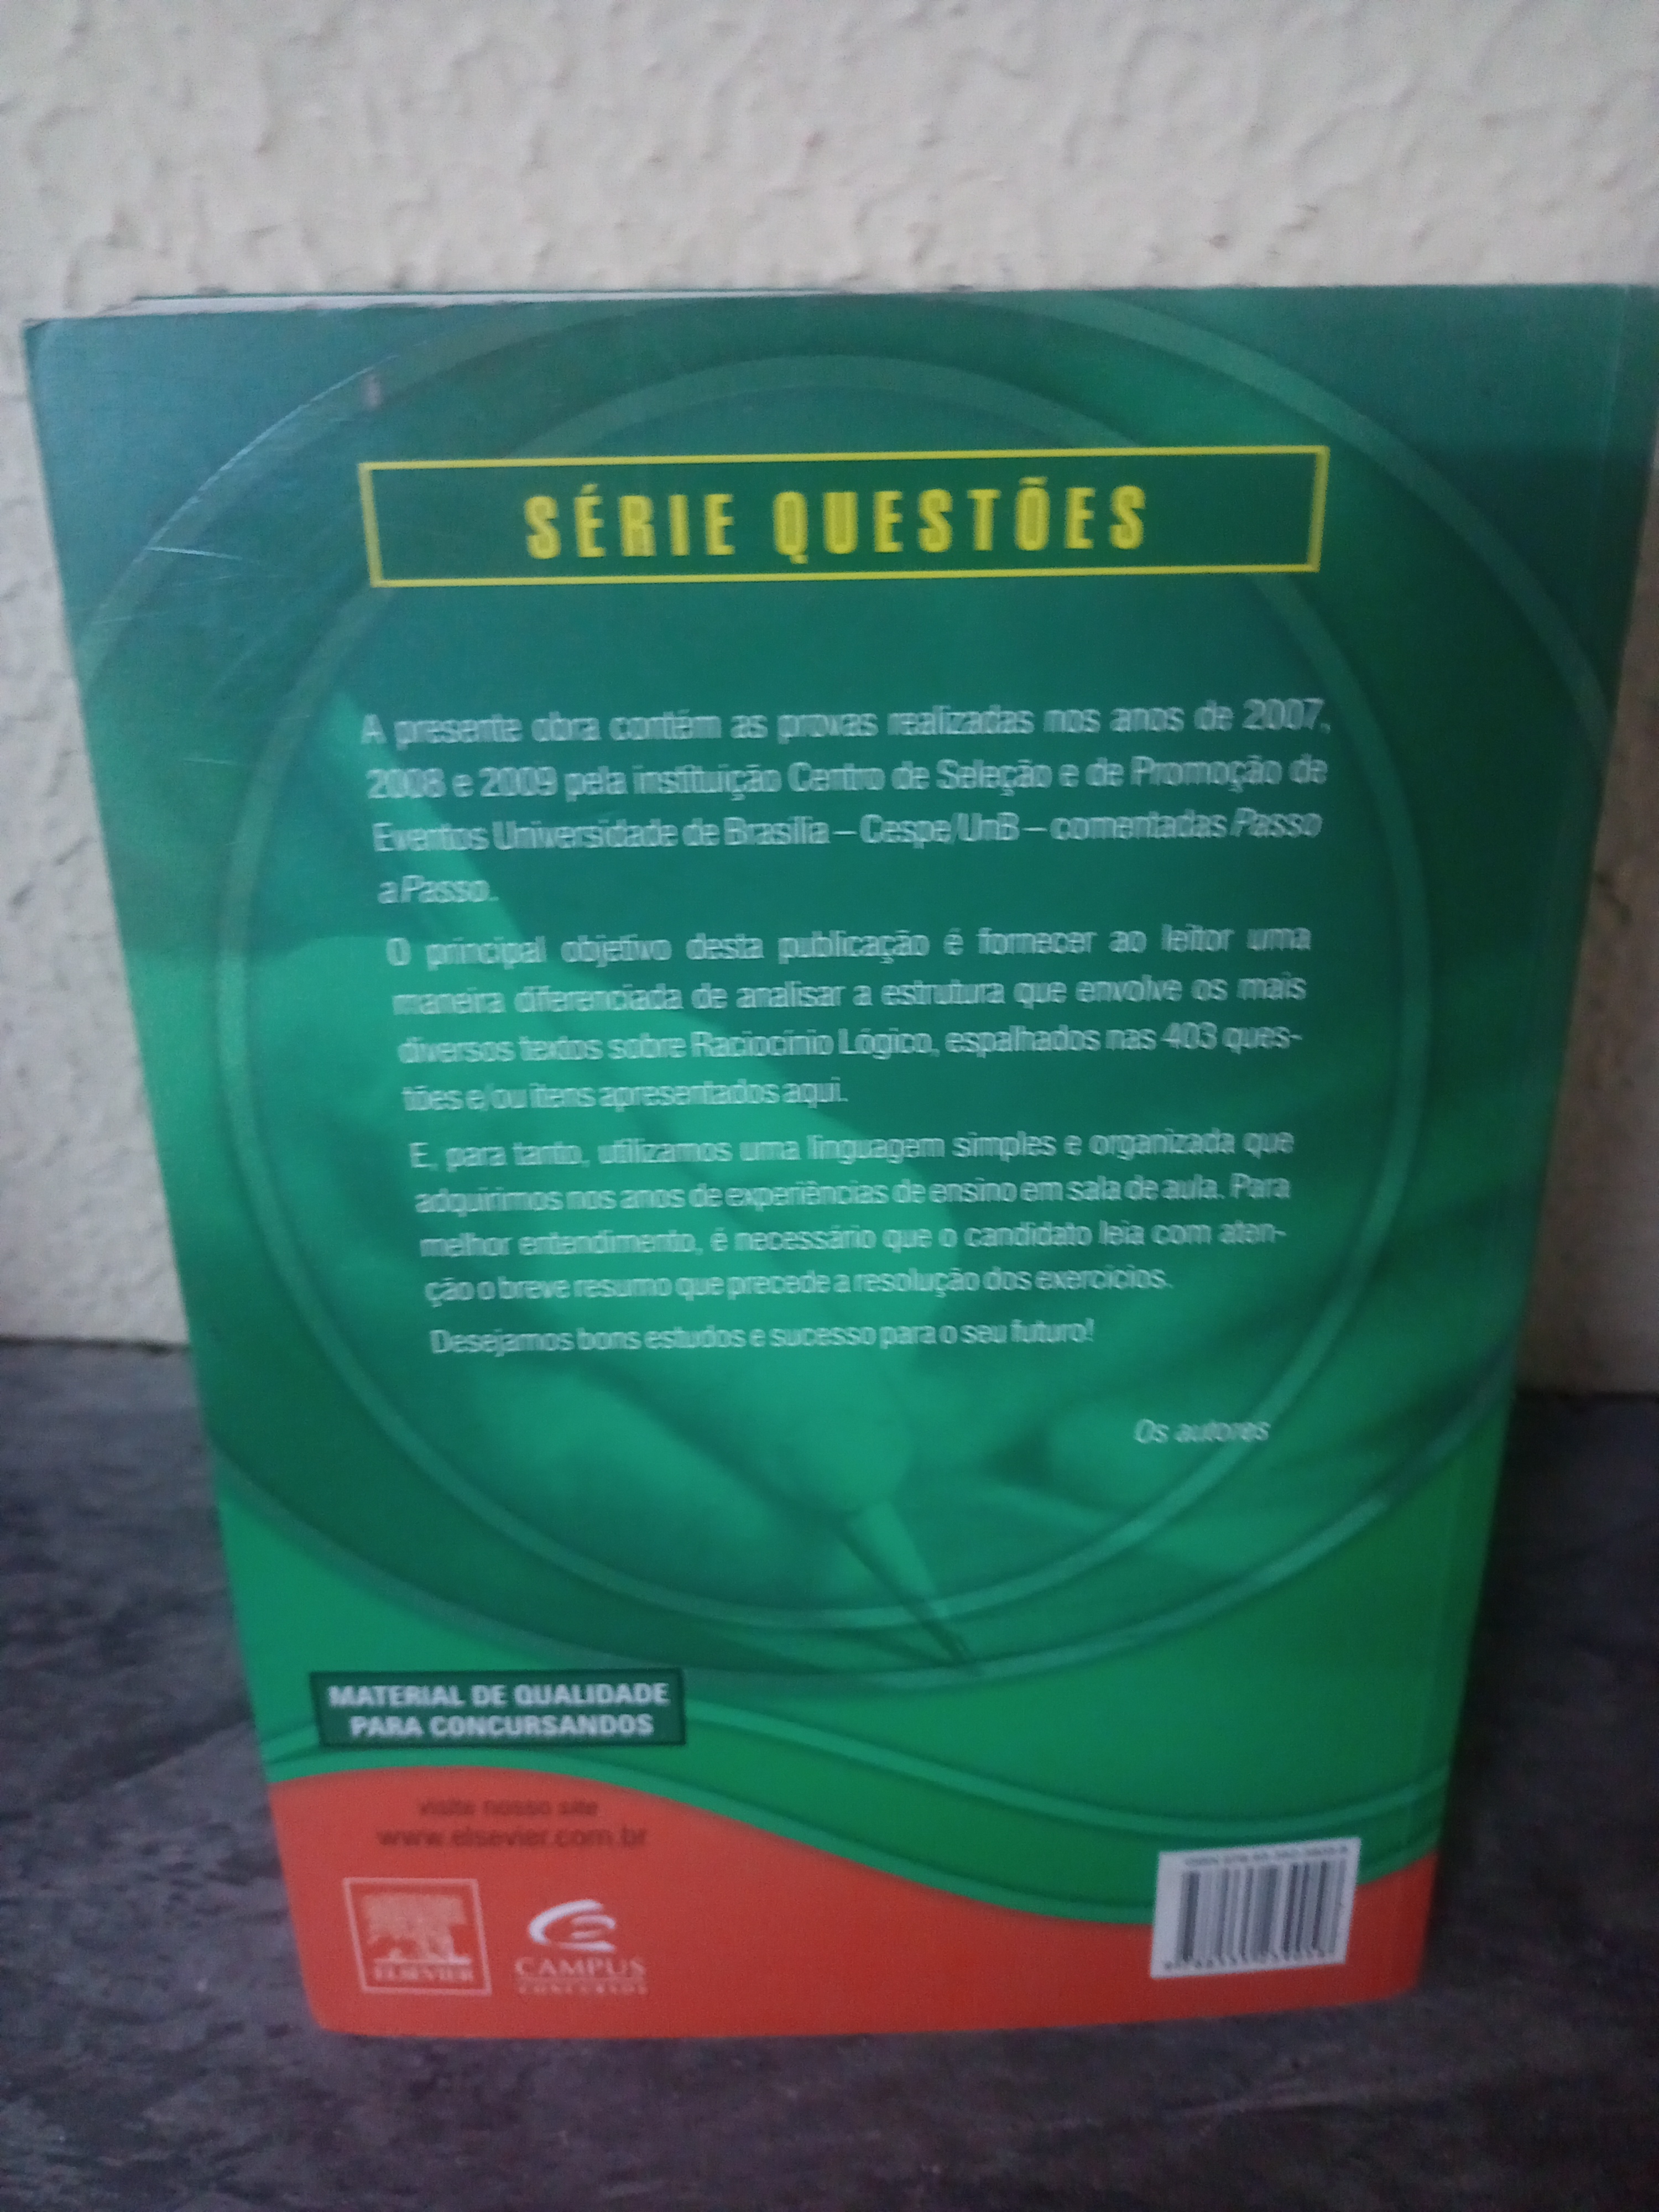 SÉRIE QUESTÕES
A presente obra contém as provas realizadas nos anos de 2007,
2008 e 2009 pela instituição Centro de Seleção e de Promoção de
Eventos Universidade de Brasília – Cespe/UnB – comentadas Passo
a Passo.
O principal objetivo desta publicação é fornecer ao leitor uma
maneira diferenciada de analisar a estrutura que envolve os mais
diversos textos sobre Raciocínio Lógico, espalhados nas 403 ques-
tões e/ou itens apresentados aqui.
E, para tanto, utilizamos uma linguagem simples e organizada que
adquirimos nos anos de experiências de ensino em sala de aula. Para
melhor entendimento, é necessário que o candidato leia com aten-
ção o breve resumo que precede a resolução dos exercícios.
Desejamos bons estudos e sucesso para o seu futuro!
Os autores
MATERIAL DE QUALIDADE
PARA CONCURSANDOS
visite nosso site
www.elsevier.com.br
ELSEVIER
CAMPUS
CONCURSOS